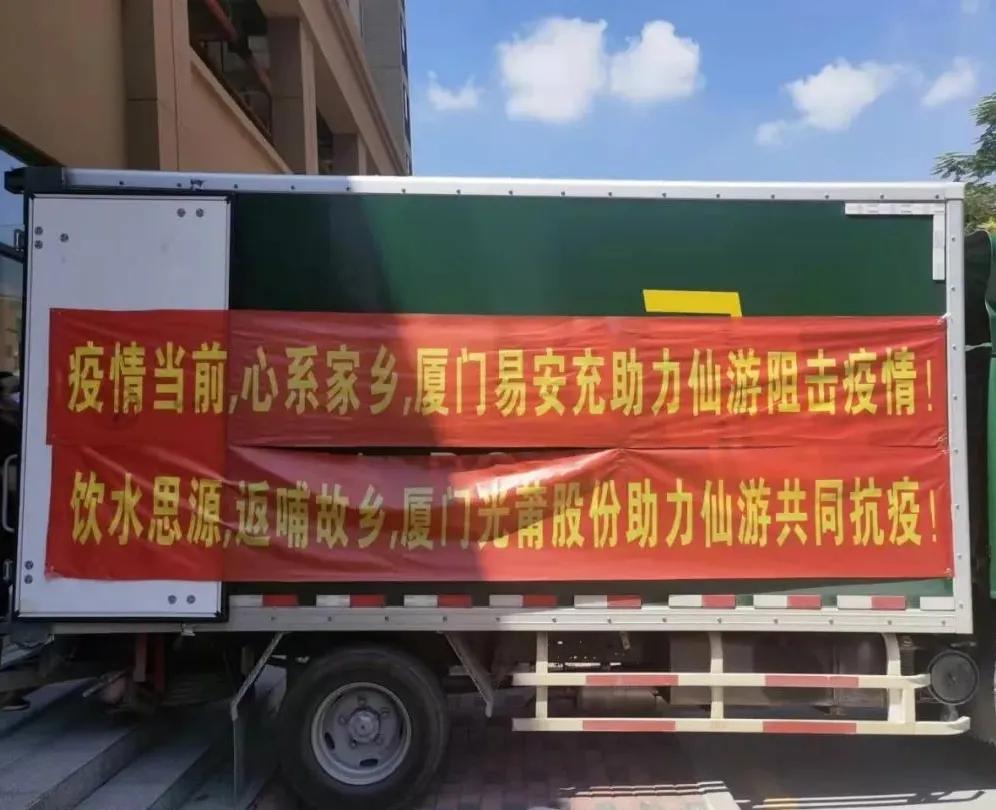 疫情当前,心系家乡,厦门易安充助力仙游阻击疫情!
饮水思源,返哺故乡,厦门光莆股份助力仙游共同抗疫!